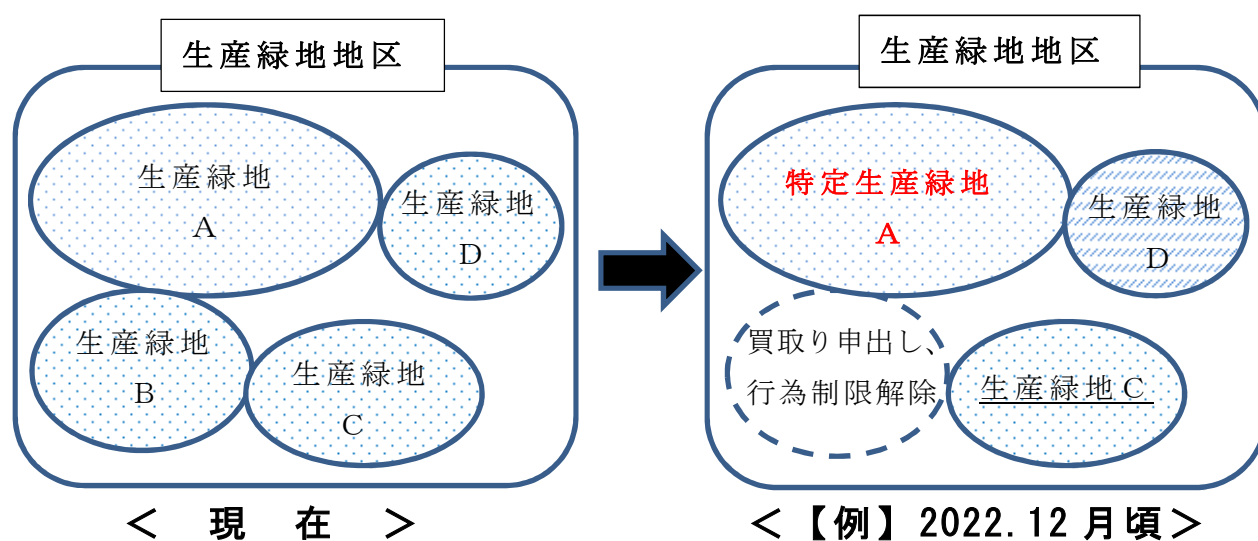 生産緑地地区
生産緑地
A
生産緑地
D
生産緑地
B
生産緑地
C
＜ 現 在 ＞
生産緑地地区
特定生産緑地
A
生産緑地
D
買取り申出し、
行為制限解除
生産緑地C
＜【例】2022.12月頃＞